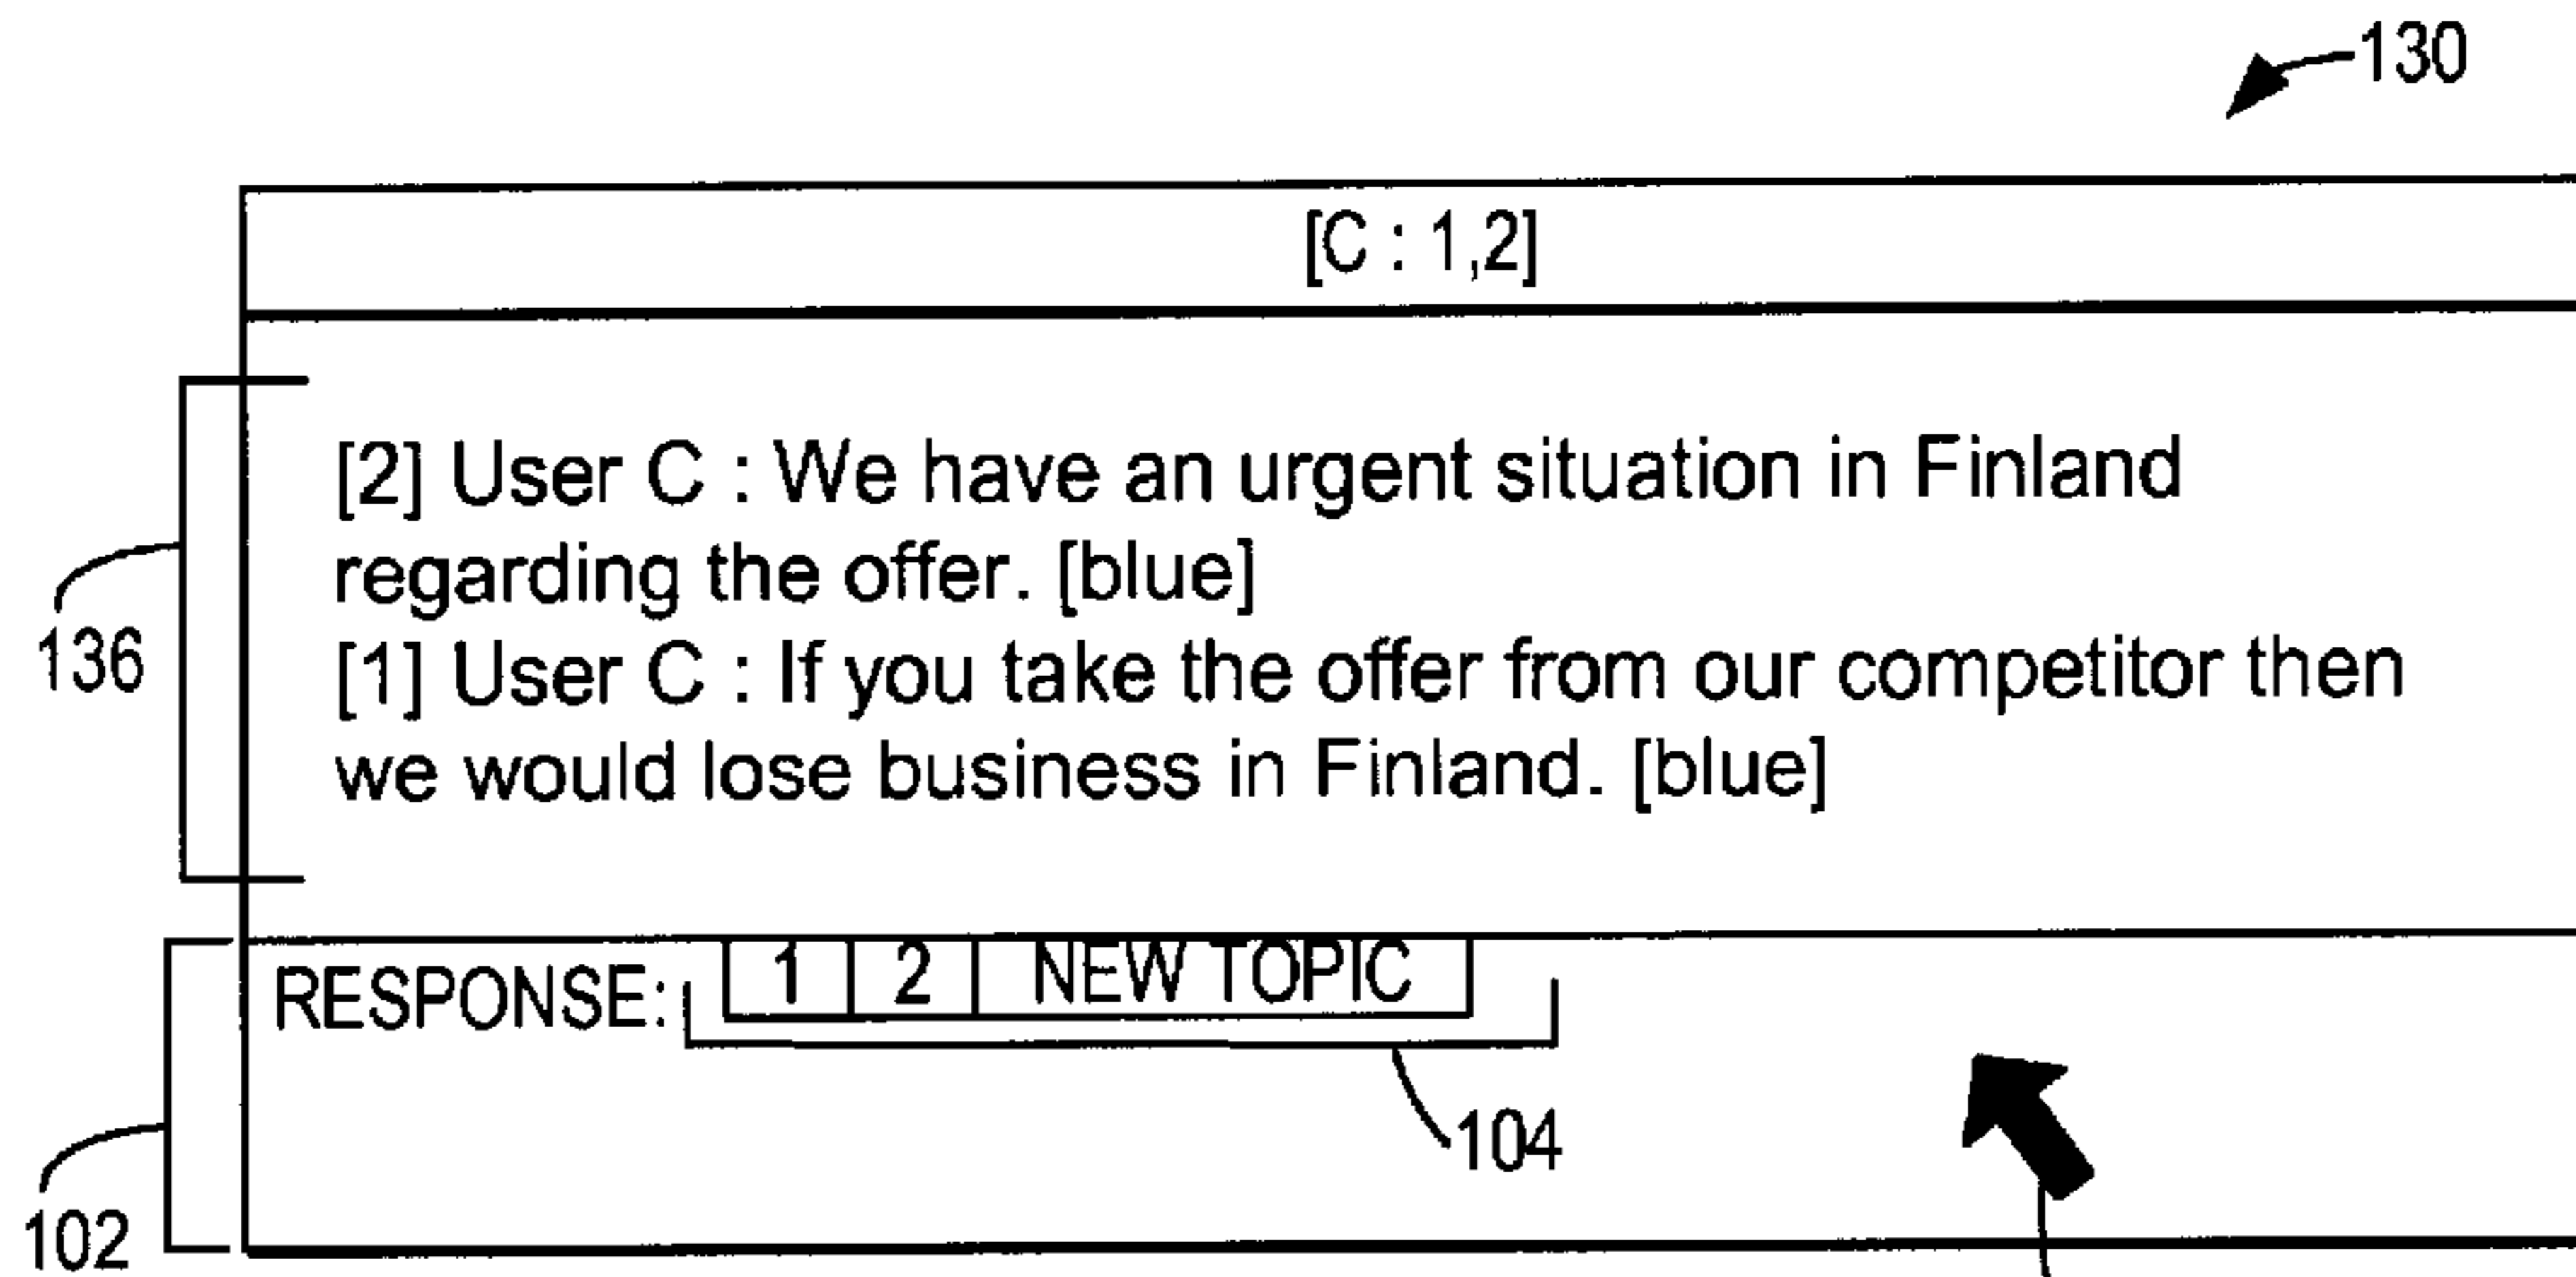 130
[C : 1,2]
[2] User C : We have an urgent situation in Finland
regarding the offer. [blue]
[1] User C : If you take the offer from our competitor then
we would lose business in Finland. [blue]
136
RESPONSE: 1 2 NEW TOPIC
104
102